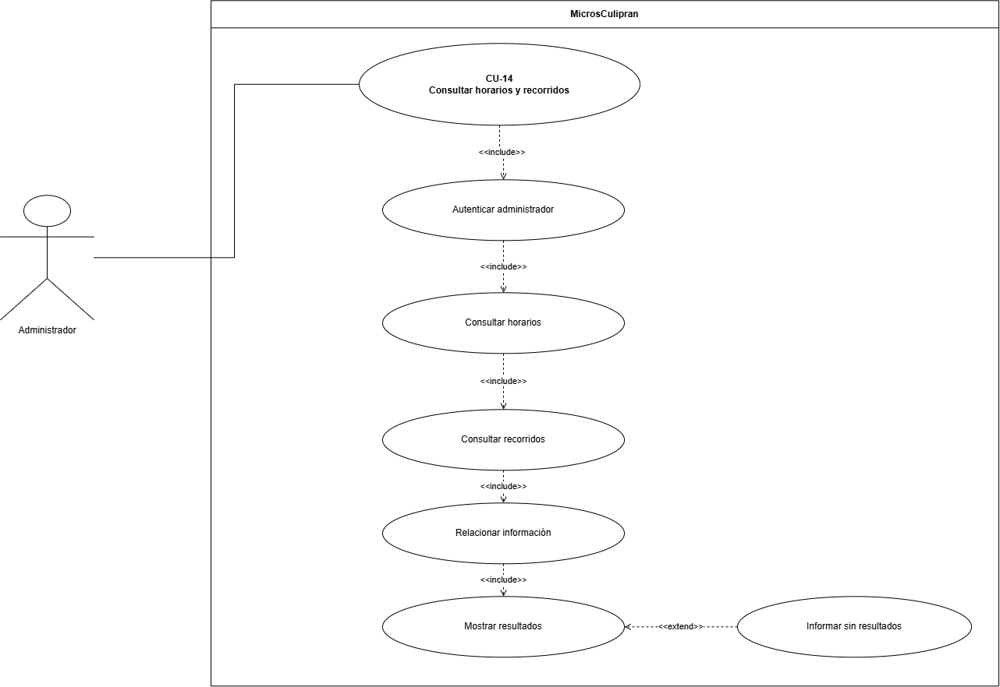 MicrosCulipran
CU-14
Consultar horarios y recorridos
<<include>>
Autenticar administrador
<<include>>
Consultar horarios
<<include>>
Consultar recorridos
<<include>>
Relacionar información
<<include>>
Mostrar resultados
<<extend>>
Informar sin resultados
Administrador